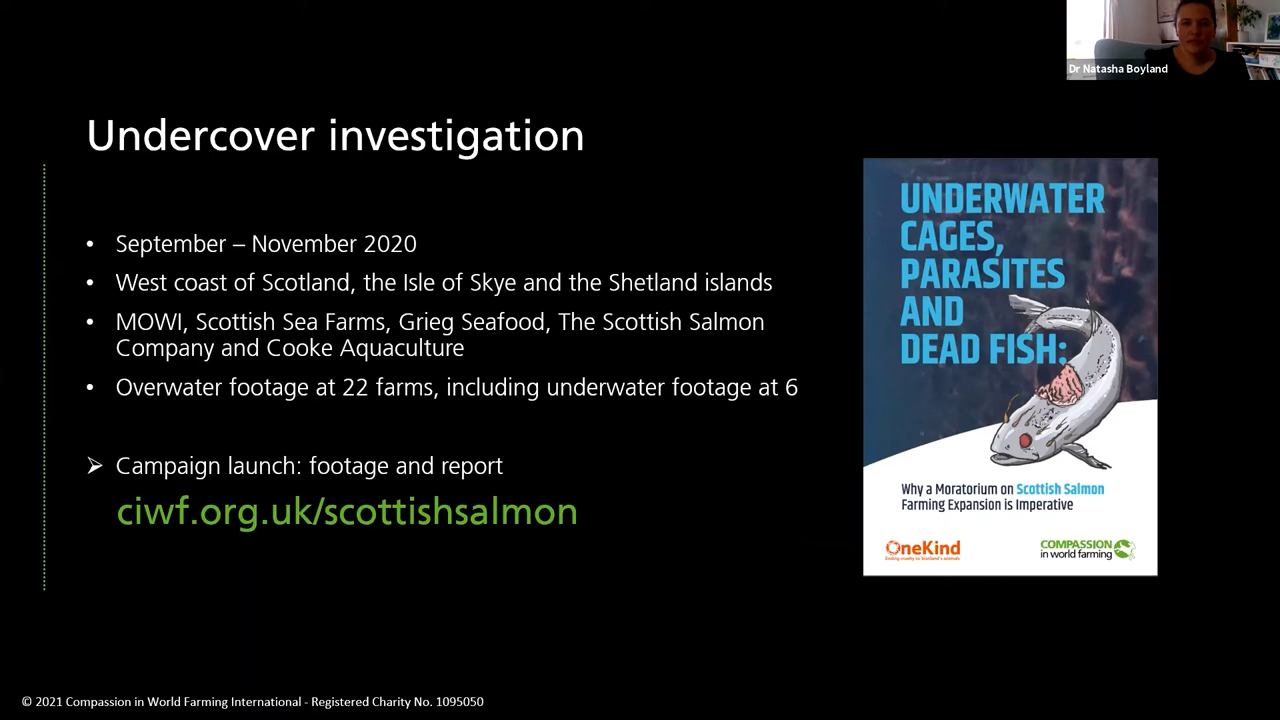 Dr Natasha Boyland
Undercover investigation
• September – November 2020
• West coast of Scotland, the Isle of Skye and the Shetland islands
• MOWI, Scottish Sea Farms, Grieg Seafood, The Scottish Salmon
Company and Cooke Aquaculture
• Overwater footage at 22 farms, including underwater footage at 6
➢ Campaign launch: footage and report
ciwf.org.uk/scottishsalmon
UNDERWATER
CAGES,
PARASITES
AND
DEAD FISH:
Why a Moratorium on Scottish Salmon
Farming Expansion is Imperative
OneKind
Ending cruelty to Scotland's animals
COMPASSION
in world farming
© 2021 Compassion in World Farming International - Registered Charity No. 1095050